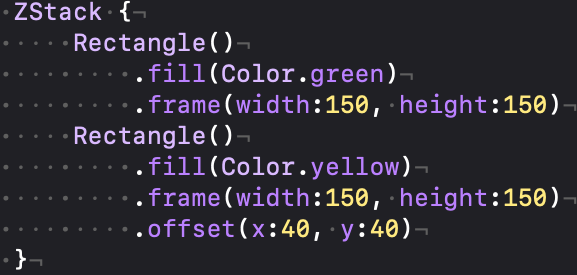 ZStack {
    Rectangle()
        .fill(Color.green)
        .frame(width:150, height:150)
    Rectangle()
        .fill(Color.yellow)
        .frame(width:150, height:150)
        .offset(x:40, y:40)
}